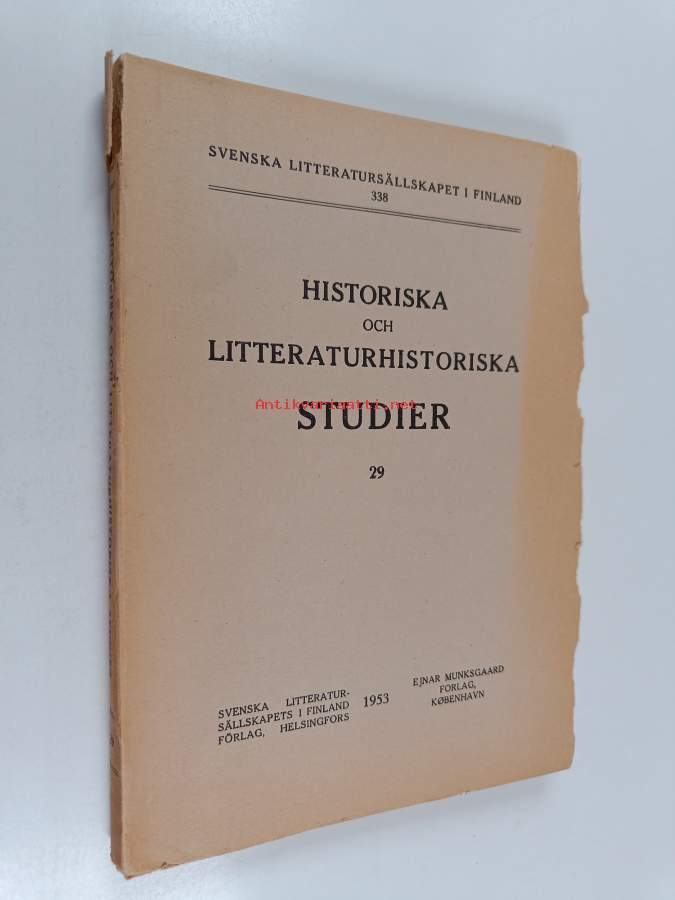 SVENSKA LITTERATURSÄLLSKAPET I FINLAND
338
HISTORISKA
OCH
LITTERATURHISTORISKA
Antikvariaatti.net
STUDIER
29
SVENSKA LITTERATUR-
SÄLLSKAPETS I FINLAND
FÖRLAG, HELSINGFORS
1953
EJNAR MUNKSGAARD
FORLAG,
KØBENHAVN